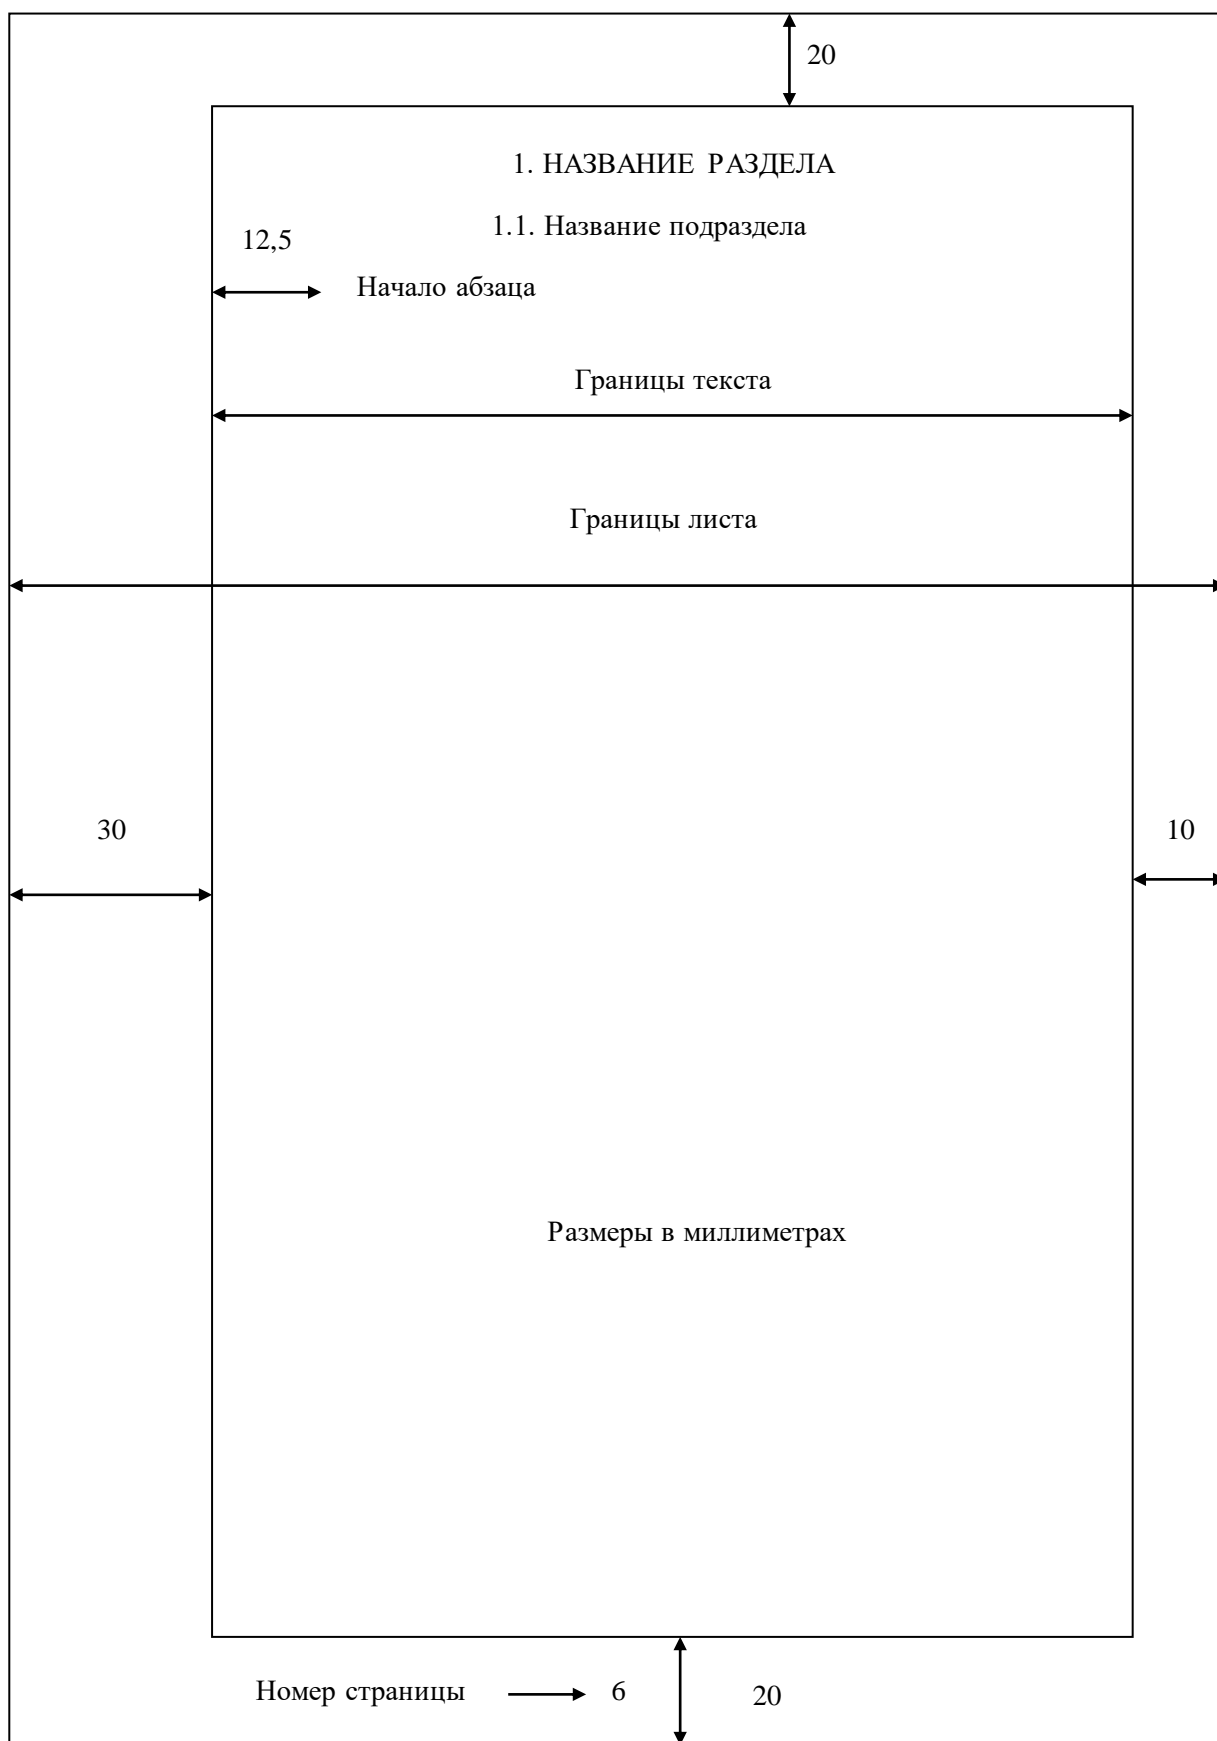 20
1. НАЗВАНИЕ РАЗДЕЛА
1.1. Название подраздела
12,5
Начало абзаца
Границы текста
Границы листа
30
10
Размеры в миллиметрах
Номер страницы 6 20